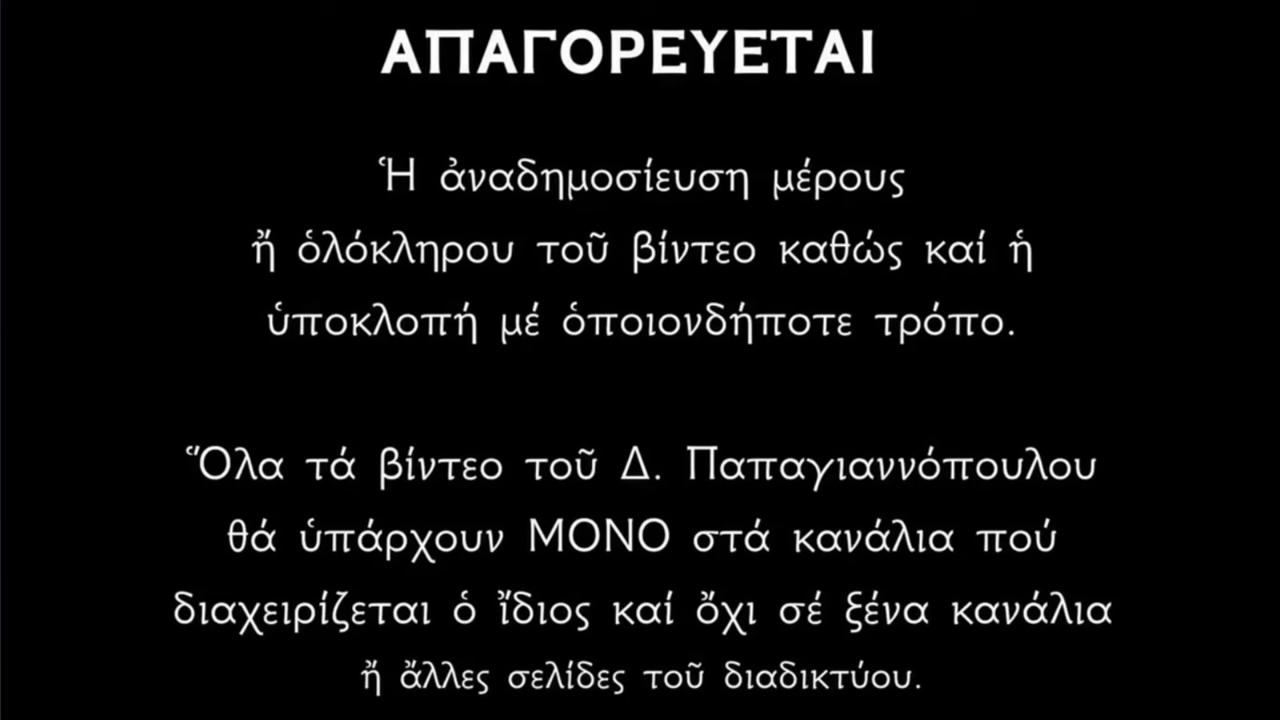 ΑΠΑΓΟΡΕΥΕΤΑΙ
Ἡ ἀναδημοσίευση μέρους
ἤ ὁλόκληρου τοῦ βίντεο καθώς καί ἡ
ὑποκλοπή μέ ὁποιονδήποτε τρόπο.
Ὅλα τά βίντεο τοῦ Δ. Παπαγιαννόπουλου
θά ὑπάρχουν ΜΟΝΟ στά κανάλια πού
διαχειρίζεται ὁ ἴδιος καί ὄχι σέ ξένα κανάλια
ἤ ἄλλες σελίδες τοῦ διαδικτύου.